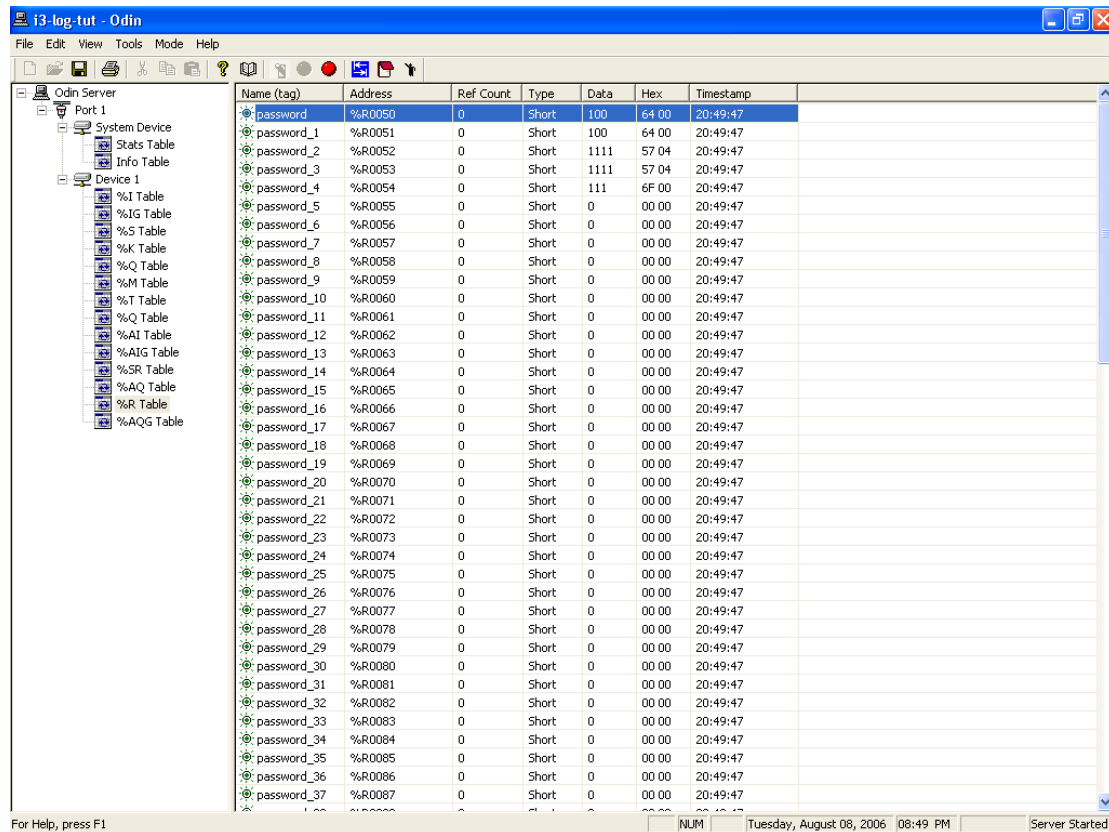 i3-log-tut - Odin
File Edit View Tools Mode Help
Odin Server
Port 1
System Device
Stats Table
Info Table
Device 1
%I Table
%IG Table
%S Table
%K Table
%Q Table
%M Table
%T Table
%Q Table
%AI Table
%AIG Table
%SR Table
%AQ Table
%R Table
%AQG Table
Name (tag) Address Ref Count Type Data Hex Timestamp
password %R0050 0 Short 100 64 00 20:49:47
password_1 %R0051 0 Short 100 64 00 20:49:47
password_2 %R0052 0 Short 1111 57 04 20:49:47
password_3 %R0053 0 Short 1111 57 04 20:49:47
password_4 %R0054 0 Short 111 6F 00 20:49:47
password_5 %R0055 0 Short 0 00 00 20:49:47
password_6 %R0056 0 Short 0 00 00 20:49:47
password_7 %R0057 0 Short 0 00 00 20:49:47
password_8 %R0058 0 Short 0 00 00 20:49:47
password_9 %R0059 0 Short 0 00 00 20:49:47
password_10 %R0060 0 Short 0 00 00 20:49:47
password_11 %R0061 0 Short 0 00 00 20:49:47
password_12 %R0062 0 Short 0 00 00 20:49:47
password_13 %R0063 0 Short 0 00 00 20:49:47
password_14 %R0064 0 Short 0 00 00 20:49:47
password_15 %R0065 0 Short 0 00 00 20:49:47
password_16 %R0066 0 Short 0 00 00 20:49:47
password_17 %R0067 0 Short 0 00 00 20:49:47
password_18 %R0068 0 Short 0 00 00 20:49:47
password_19 %R0069 0 Short 0 00 00 20:49:47
password_20 %R0070 0 Short 0 00 00 20:49:47
password_21 %R0071 0 Short 0 00 00 20:49:47
password_22 %R0072 0 Short 0 00 00 20:49:47
password_23 %R0073 0 Short 0 00 00 20:49:47
password_24 %R0074 0 Short 0 00 00 20:49:47
password_25 %R0075 0 Short 0 00 00 20:49:47
password_26 %R0076 0 Short 0 00 00 20:49:47
password_27 %R0077 0 Short 0 00 00 20:49:47
password_28 %R0078 0 Short 0 00 00 20:49:47
password_29 %R0079 0 Short 0 00 00 20:49:47
password_30 %R0080 0 Short 0 00 00 20:49:47
password_31 %R0081 0 Short 0 00 00 20:49:47
password_32 %R0082 0 Short 0 00 00 20:49:47
password_33 %R0083 0 Short 0 00 00 20:49:47
password_34 %R0084 0 Short 0 00 00 20:49:47
password_35 %R0085 0 Short 0 00 00 20:49:47
password_36 %R0086 0 Short 0 00 00 20:49:47
password_37 %R0087 0 Short 0 00 00 20:49:47
For Help, press F1 NUM Tuesday, August 08, 2006 08:49 PM Server Started